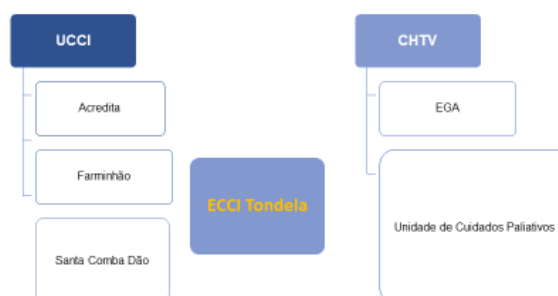 UCCI
Acredita
Farminhão
Santa Comba Dão
ECCI Tondela
CHTV
EGA
Unidade de Cuidados Paliativos